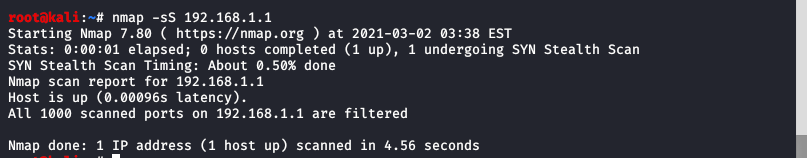 root@kali:~# nmap -sS 192.168.1.1
Starting Nmap 7.80 ( https://nmap.org ) at 2021-03-02 03:38 EST
Stats: 0:00:01 elapsed; 0 hosts completed (1 up), 1 undergoing SYN Stealth Scan
SYN Stealth Scan Timing: About 0.50% done
Nmap scan report for 192.168.1.1
Host is up (0.00096s latency).
All 1000 scanned ports on 192.168.1.1 are filtered
Nmap done: 1 IP address (1 host up) scanned in 4.56 seconds
root@kali:~#